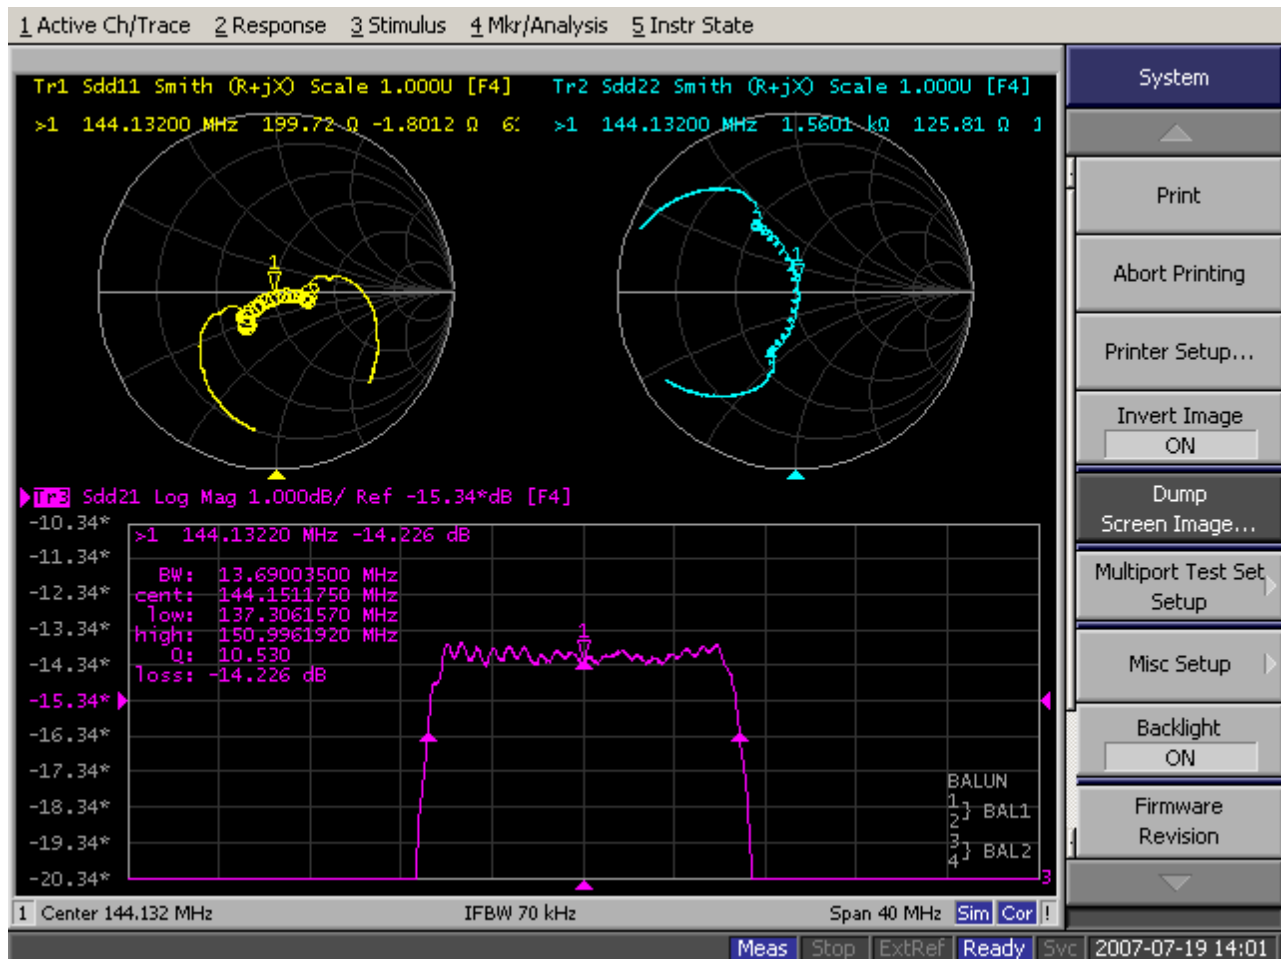 1 Active Ch/Trace 2 Response 3 Stimulus 4 Mkr/Analysis 5 Instr State
Tr1 Sdd11 Smith (R+jX) Scale 1.000U [F4]
>1 144.13200 MHz 199.72 Ω -1.8012 Ω
Tr2 Sdd22 Smith (R+jX) Scale 1.000U [F4]
>1 144.13200 MHz 1.5601 kΩ 125.81 Ω 1
1
1
Tr3 Sdd21 Log Mag 1.000dB/ Ref -15.34*dB [F4]
-10.34*
-11.34*
-12.34*
-13.34*
-14.34*
-15.34*
-16.34*
-17.34*
-18.34*
-19.34*
-20.34*
>1 144.13220 MHz -14.226 dB
BW: 13.69003500 MHz
cent: 144.1511750 MHz
low: 137.3061570 MHz
high: 150.9961920 MHz
Q: 10.530
loss: -14.226 dB
1
BALUN
1
2} BAL1
3
4} BAL2
3
1 Center 144.132 MHz IFBW 70 kHz Span 40 MHz Sim Cor !
Meas Stop ExtRef Ready Svc 2007-07-19 14:01
System
Print
Abort Printing
Printer Setup...
Invert Image
ON
Dump
Screen Image...
Multiport Test Set
Setup
Misc Setup
Backlight
ON
Firmware
Revision